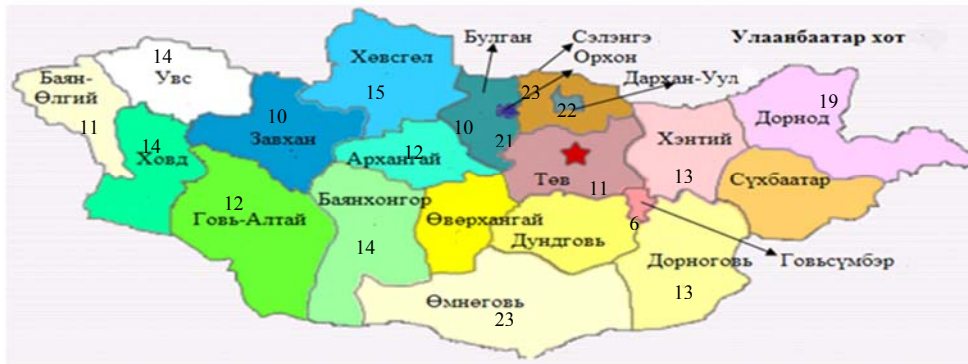 Булган
Сэлэнгэ
Орхон
Улаанбаатар хот
Дархан-Уул
14
Увс
Хөвсгөл
15
Баян-
Өлгий
11
10
Завхан
10
23
22
21
19
Дорнод
14
Ховд
Архангай
12
Хэнтий
13
Төв
11
Сүхбаатар
12
Говь-Алтай
Баянхонгор
14
Өвөрхангай
Дундговь
6
Дорноговь
13
Говьсүмбэр
Өмнөговь
23